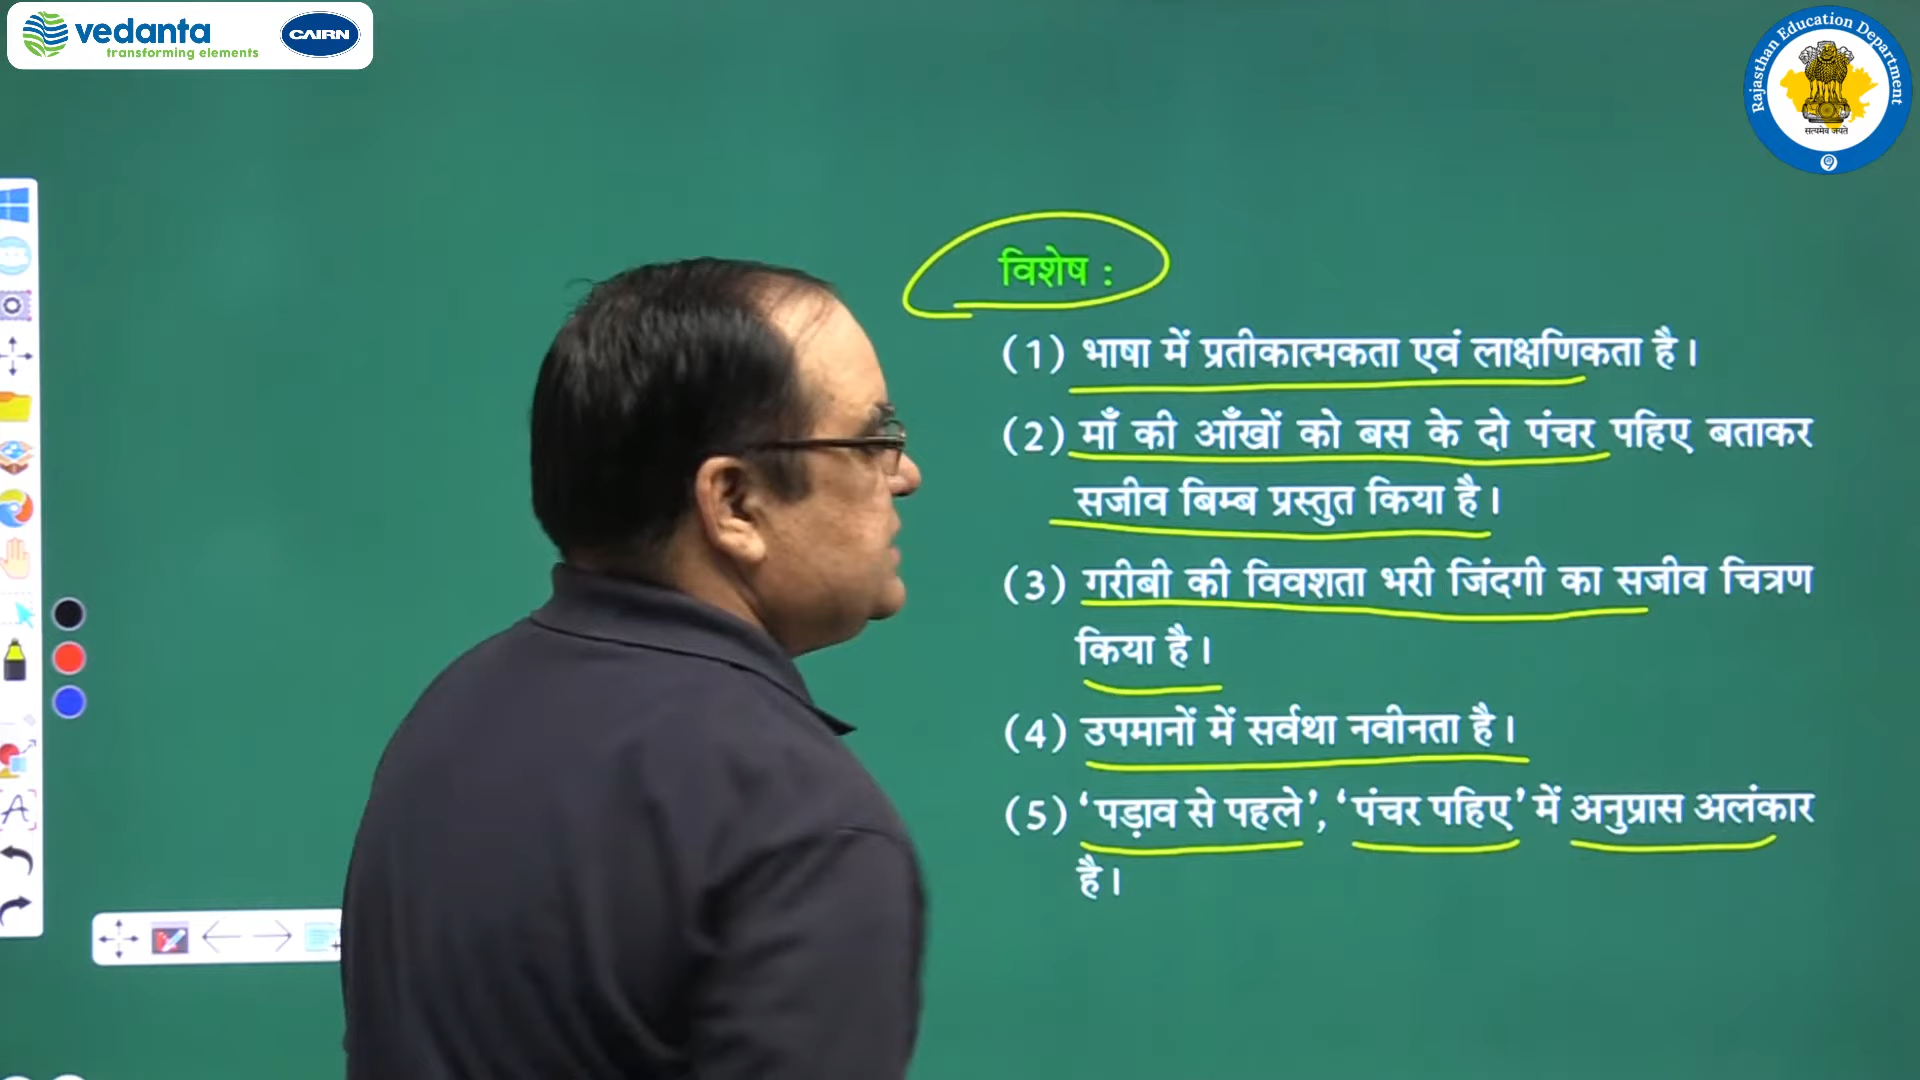 vedanta
transforming elements
CAIRN
Rajasthan Education Department
सत्यमेव जयते
विशेष :
(1) भाषा में प्रतीकात्मकता एवं लाक्षणिकता है।
(2) माँ की आँखों को बस के दो पंचर पहिए बताकर
सजीव बिम्ब प्रस्तुत किया है।
(3) गरीबी की विवशता भरी जिंदगी का सजीव चित्रण
किया है।
(4) उपमानों में सर्वथा नवीनता है।
(5) ‘पड़ाव से पहले’, ‘पंचर पहिए’ में अनुप्रास अलंकार
है।